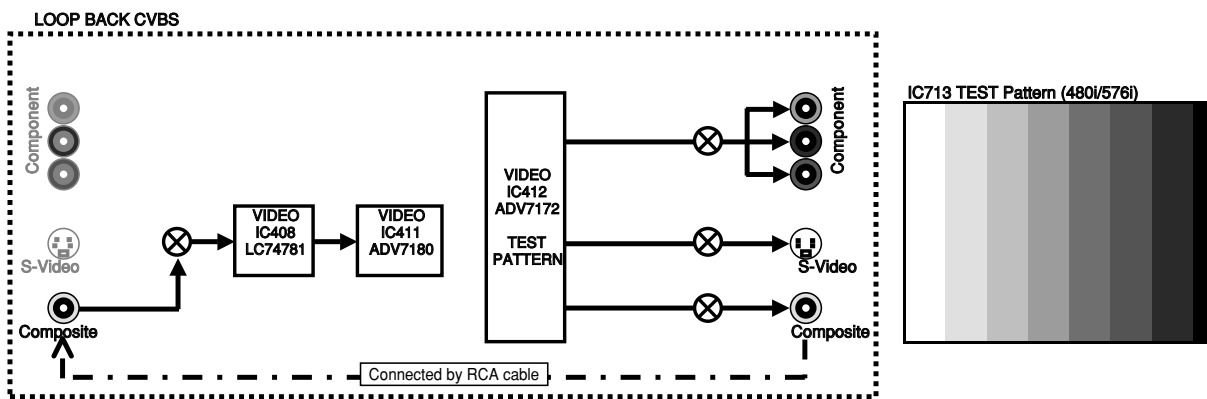 LOOP BACK CVBS
Component
S-Video
Composite
VIDEO
IC408
LC74781
VIDEO
IC411
ADV7180
VIDEO
IC412
ADV7172
TEST
PATTERN
Component
S-Video
Composite
Connected by RCA cable
IC713 TEST Pattern (480i/576i)